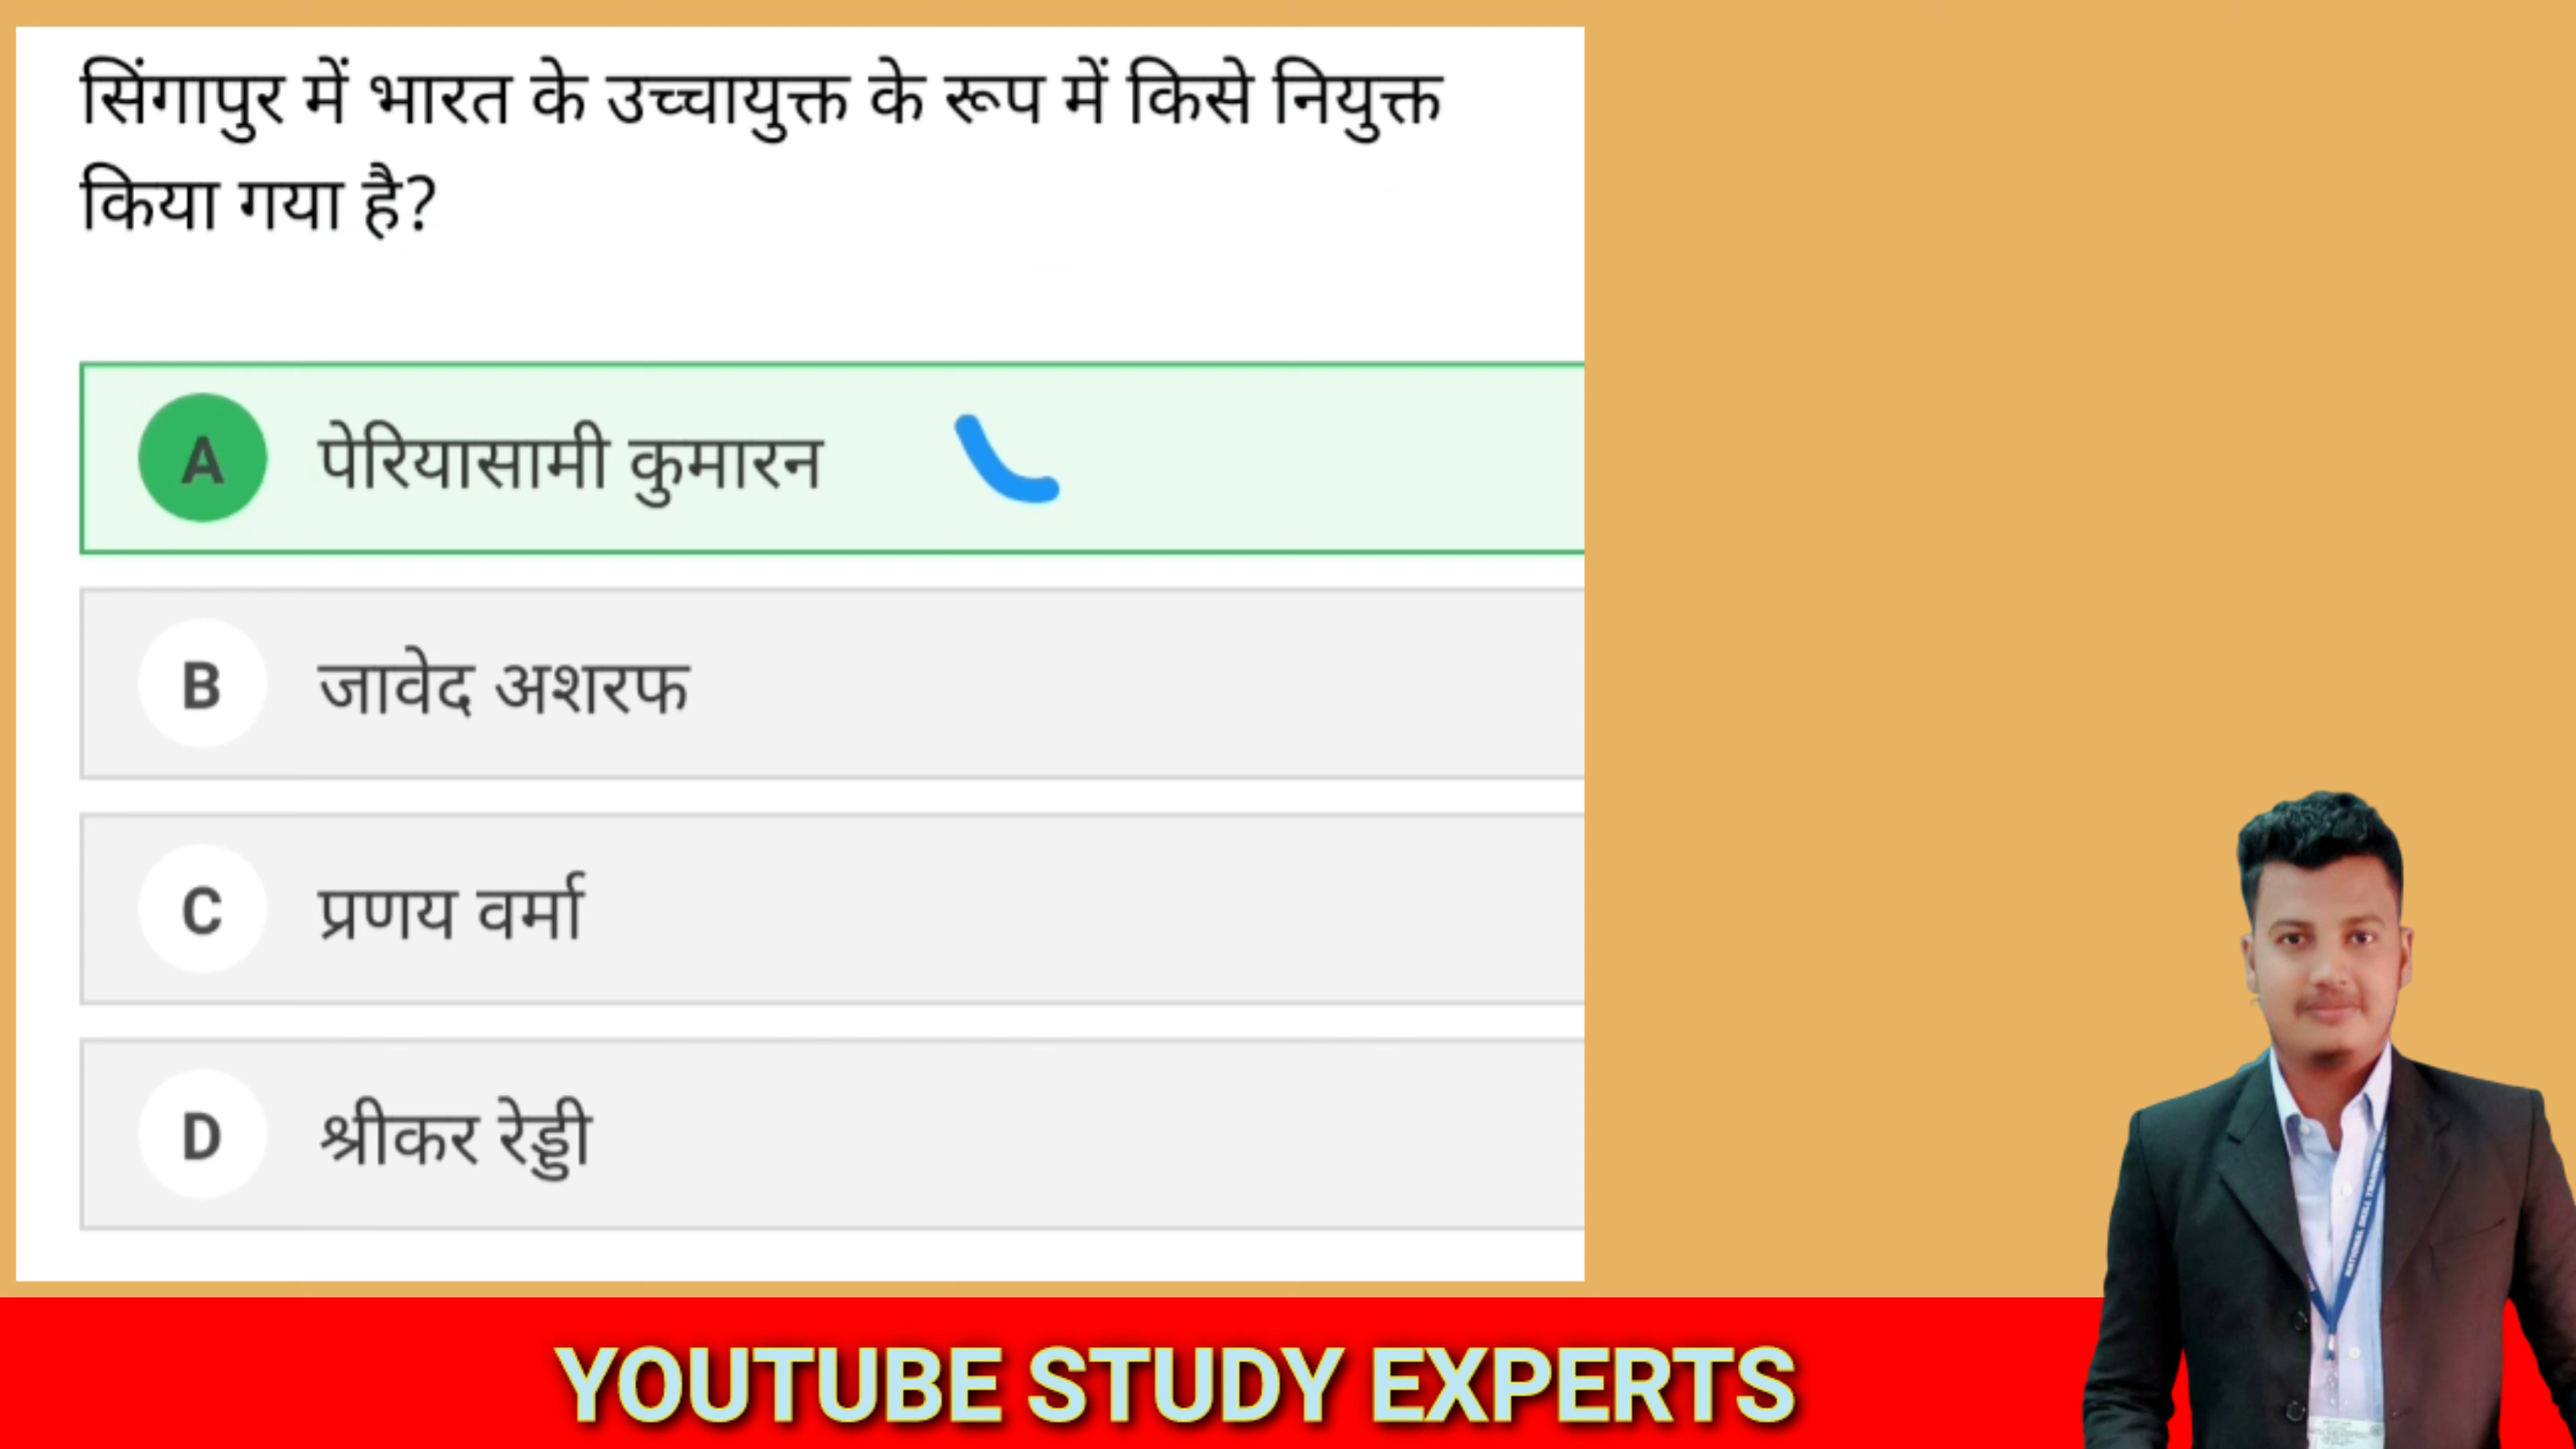 सिंगापुर में भारत के उच्चायुक्त के रूप में किसे नियुक्त
किया गया है?
A पेरियासामी कुमारन
B जावेद अशरफ
C प्रणय वर्मा
D श्रीकर रेड्डी
YOUTUBE STUDY EXPERTS